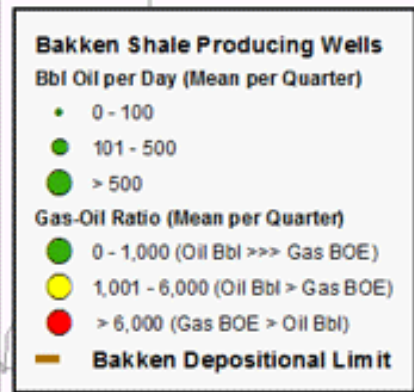 Bakken Shale Producing Wells
Bbl Oil per Day (Mean per Quarter)
0 - 100
101 - 500
> 500
Gas-Oil Ratio (Mean per Quarter)
0 - 1,000 (Oil Bbl >>> Gas BOE)
1,001 - 6,000 (Oil Bbl > Gas BOE)
> 6,000 (Gas BOE > Oil Bbl)
Bakken Depositional Limit